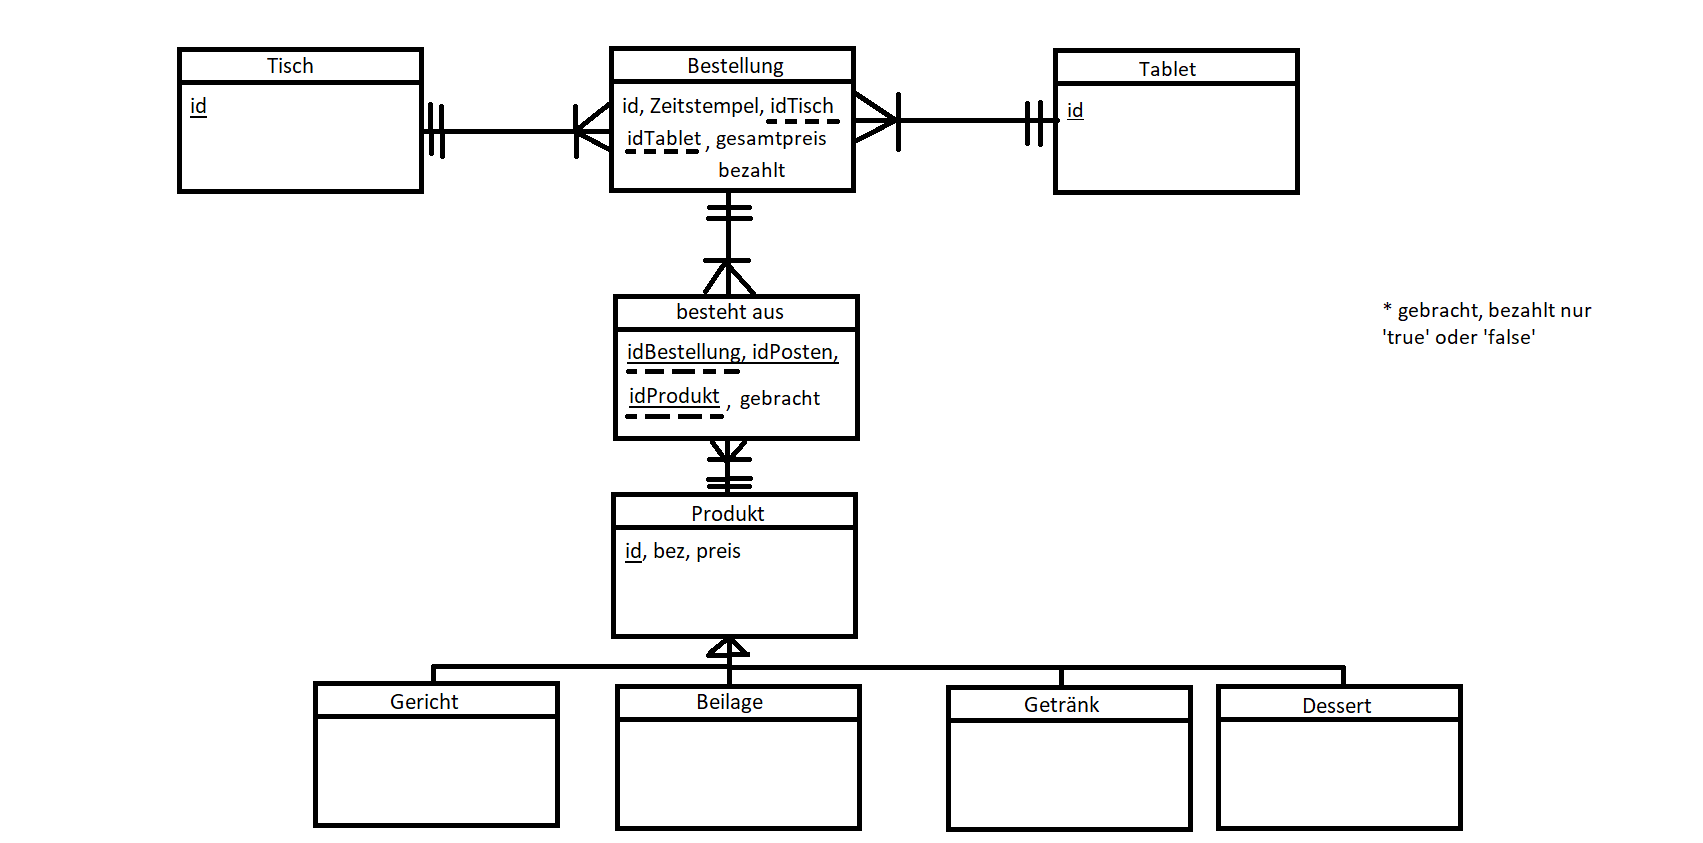 Tisch
id
Bestellung
id, Zeitstempel, idTisch
idTablet, gesamtpreis
bezahlt
Tablet
id
besteht aus
idBestellung, idPosten,
idProdukt, gebracht
* gebracht, bezahlt nur
'true' oder 'false'
Produkt
id, bez, preis
Gericht
Beilage
Getränk
Dessert